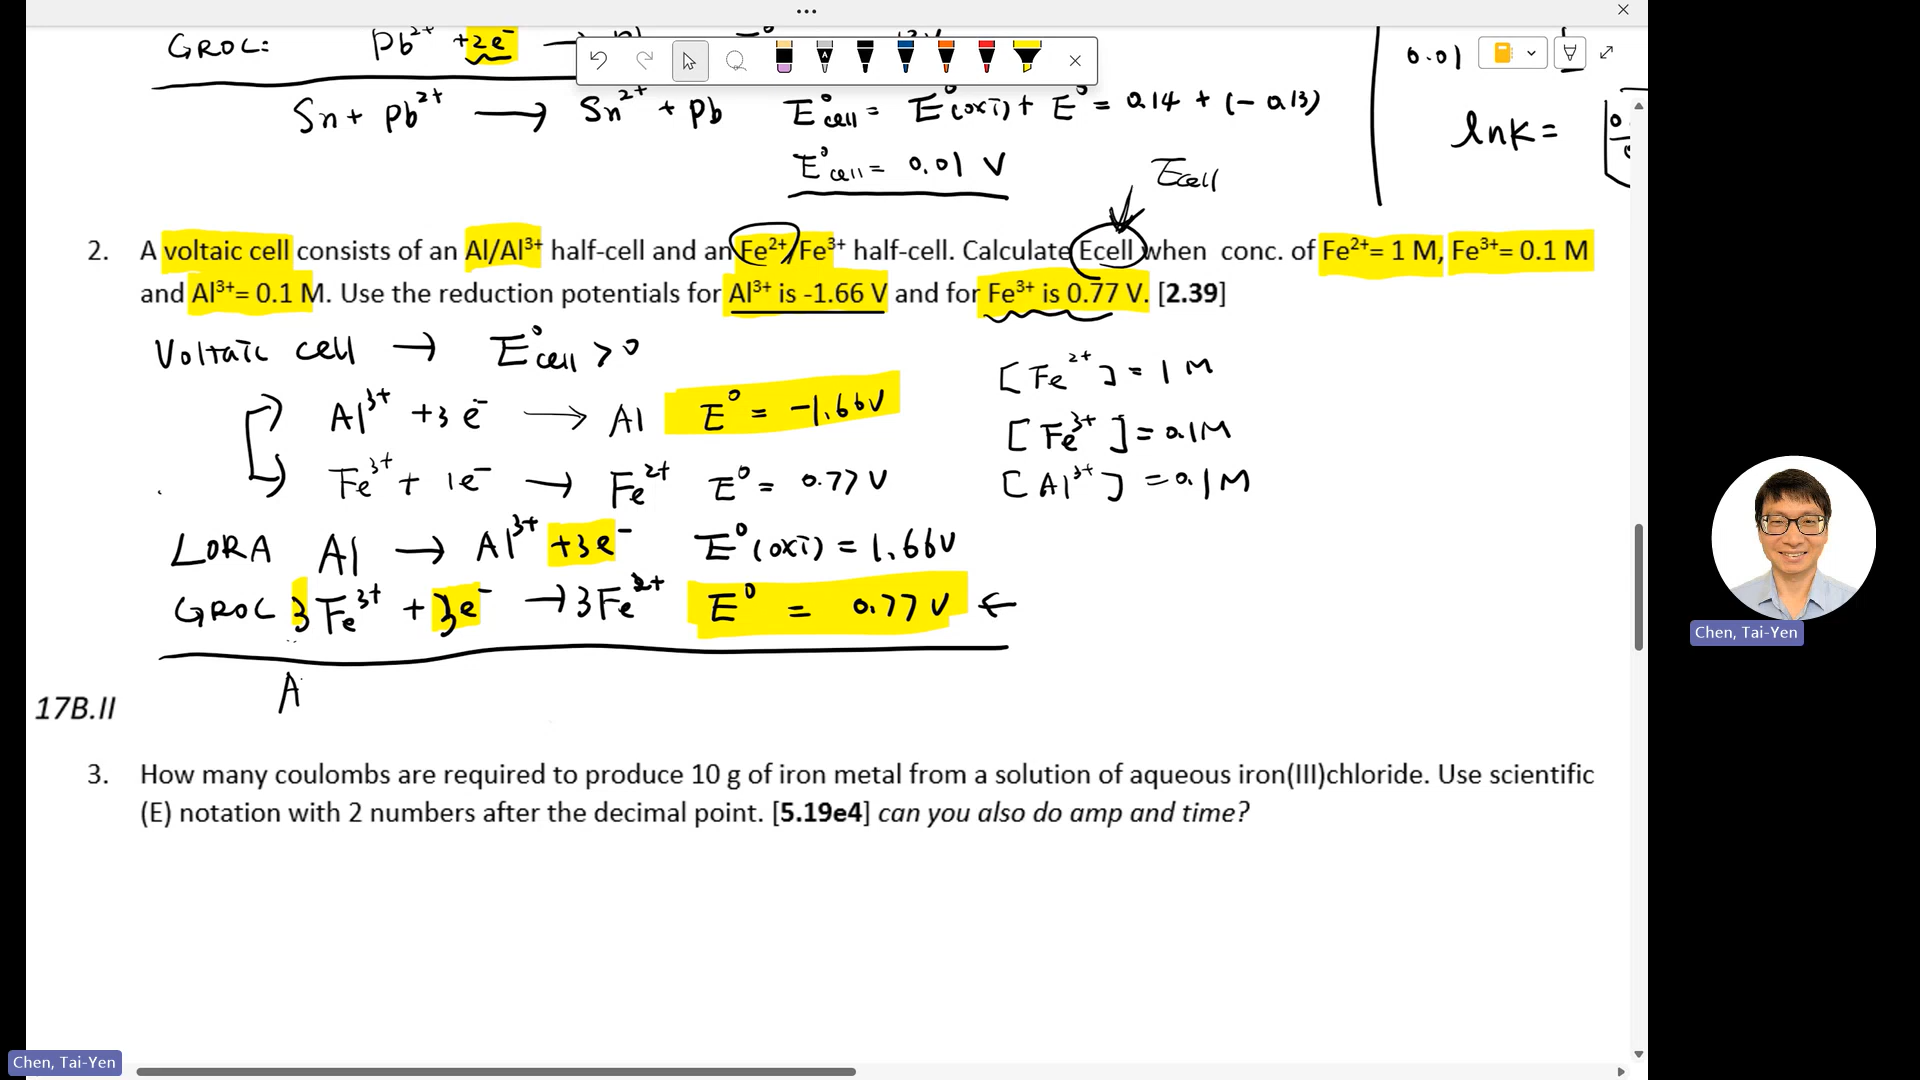 GROC: Pb²⁺ +2e⁻
0.01
Sn + Pb²⁺ → Sn²⁺ + Pb E°cell = E°(oxi) + E° = 0.14 + (-0.13)
lnK =
E°cell = 0.01 V
Ecell
2. A voltaic cell consists of an Al/Al³⁺ half-cell and an Fe²⁺/Fe³⁺ half-cell. Calculate Ecell when conc. of Fe²⁺= 1 M, Fe³⁺= 0.1 M
and Al³⁺= 0.1 M. Use the reduction potentials for Al³⁺ is -1.66 V and for Fe³⁺ is 0.77 V. [2.39]
Voltaic cell → E°cell > 0
[Fe²⁺] = 1 M
Al³⁺ +3e⁻ → Al E° = -1.66V
[Fe³⁺] = 0.1M
Fe³⁺ + 1e⁻ → Fe²⁺ E° = 0.77 V
[Al³⁺] = 0.1M
LORA Al → Al³⁺ +3e⁻ E°(oxi) = 1.66V
GROC 3Fe³⁺ + 3e⁻ → 3Fe²⁺ E° = 0.77 V ←
A
17B.II
3. How many coulombs are required to produce 10 g of iron metal from a solution of aqueous iron(III)chloride. Use scientific
(E) notation with 2 numbers after the decimal point. [5.19e4] can you also do amp and time?
Chen, Tai-Yen
Chen, Tai-Yen